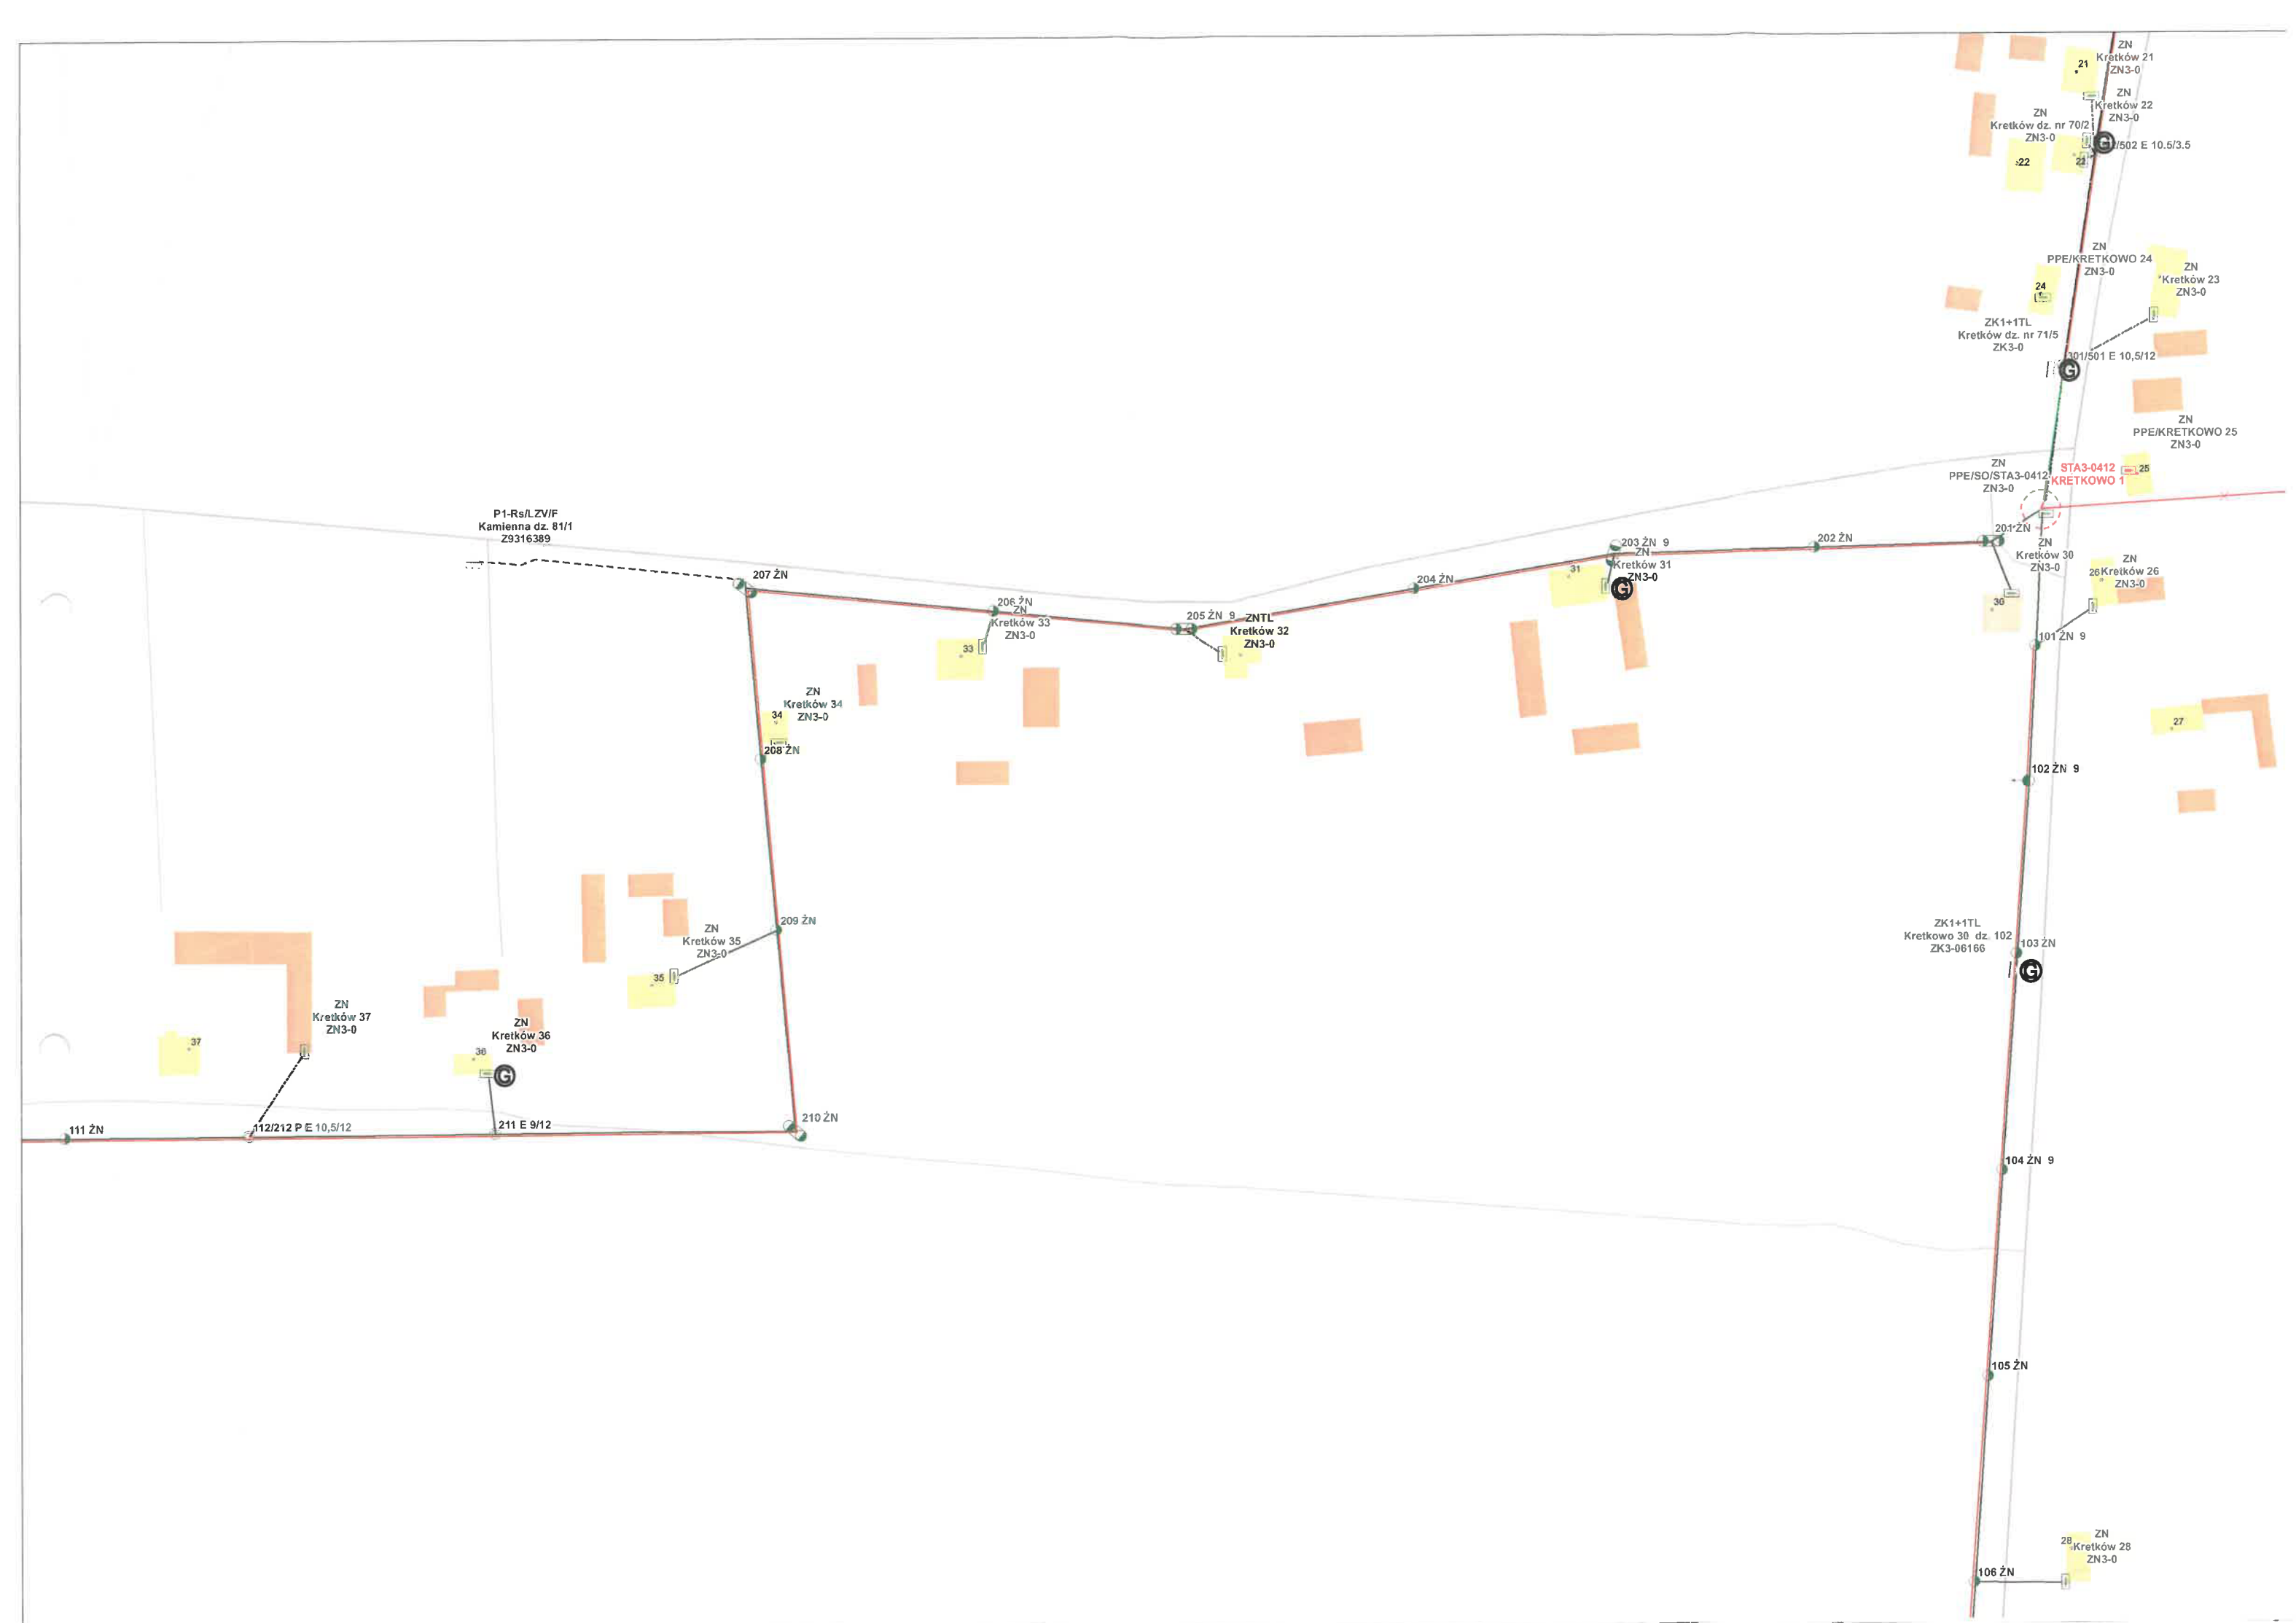 ZN
Kretków 21
ZN3-0
21
ZN
Kretków 22
ZN3-0
ZN
Kretków dz. nr 70/2
ZN3-0
G
/502 E 10.5/3.5
22
22
ZN
PPE/KRETKOWO 24
ZN3-0
ZN
Kretków 23
ZN3-0
24
ZK1+1TL
Kretków dz. nr 71/5
ZK3-0
301/501 E 10,5/12
G
ZN
PPE/KRETKOWO 25
ZN3-0
ZN
PPE/SO/STA3-0412
ZN3-0
STA3-0412
KRETKOWO 1
25
P1-Rs/LZV/F
Kamienna dz. 81/1
Z9316389
201 ŻN
202 ŻN
203 ŻN 9
ZN
Kretków 31
ZN3-0
G
31
ZN
Kretków 30
ZN3-0
30
ZN
Kretków 26
ZN3-0
26
204 ŻN
207 ŻN
206 ŻN
ZN
Kretków 33
ZN3-0
33
205 ŻN 9
ZNTL
Kretków 32
ZN3-0
101 ŻN 9
ZN
Kretków 34
ZN3-0
34
208 ŻN
27
102 ŻN 9
209 ŻN
ZN
Kretków 35
ZN3-0
35
ZK1+1TL
Kretkowo 30 dz. 102
ZK3-06166
103 ŻN
G
ZN
Kretków 37
ZN3-0
37
ZN
Kretków 36
ZN3-0
36
G
111 ŻN
112/212 P E 10,5/12
211 E 9/12
210 ŻN
104 ŻN 9
105 ŻN
ZN
Kretków 28
ZN3-0
28
106 ŻN